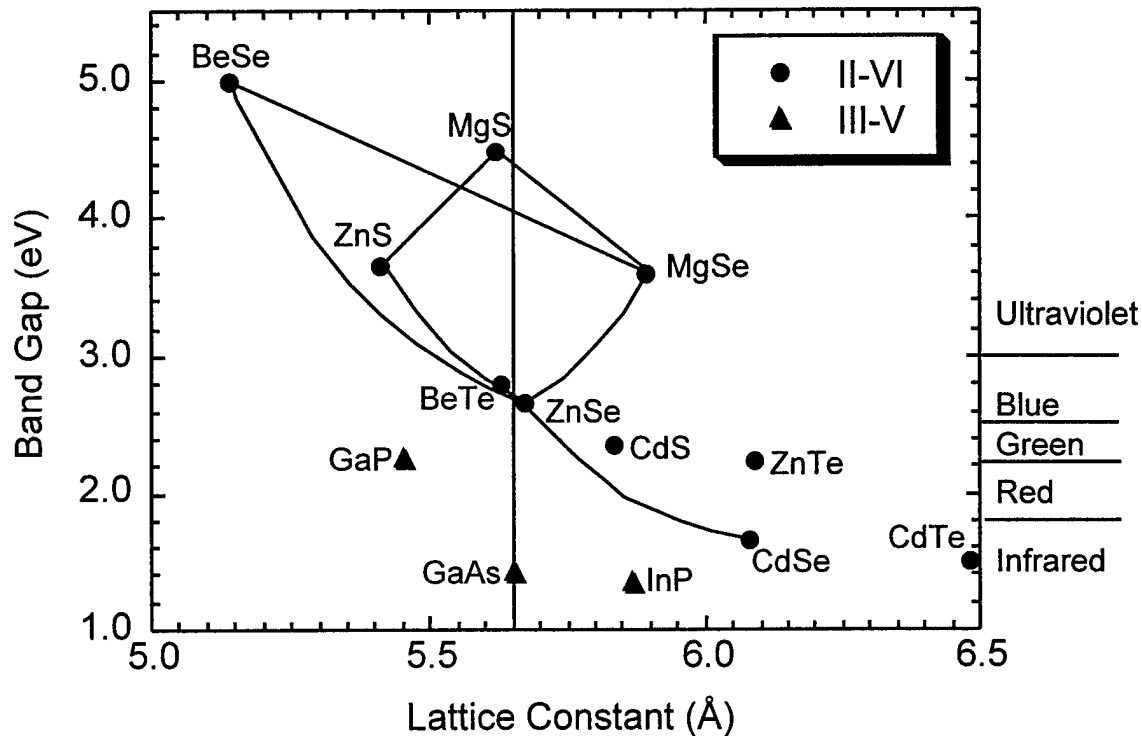 BeSe
5.0
II-VI
III-V
MgS
4.0
ZnS
MgSe
Band Gap (eV)
Ultraviolet
3.0
BeTe
ZnSe
Blue
GaP
CdS
ZnTe
Green
2.0
Red
GaAs
InP
CdSe
CdTe
Infrared
1.0
5.0
5.5
6.0
6.5
Lattice Constant (Å)